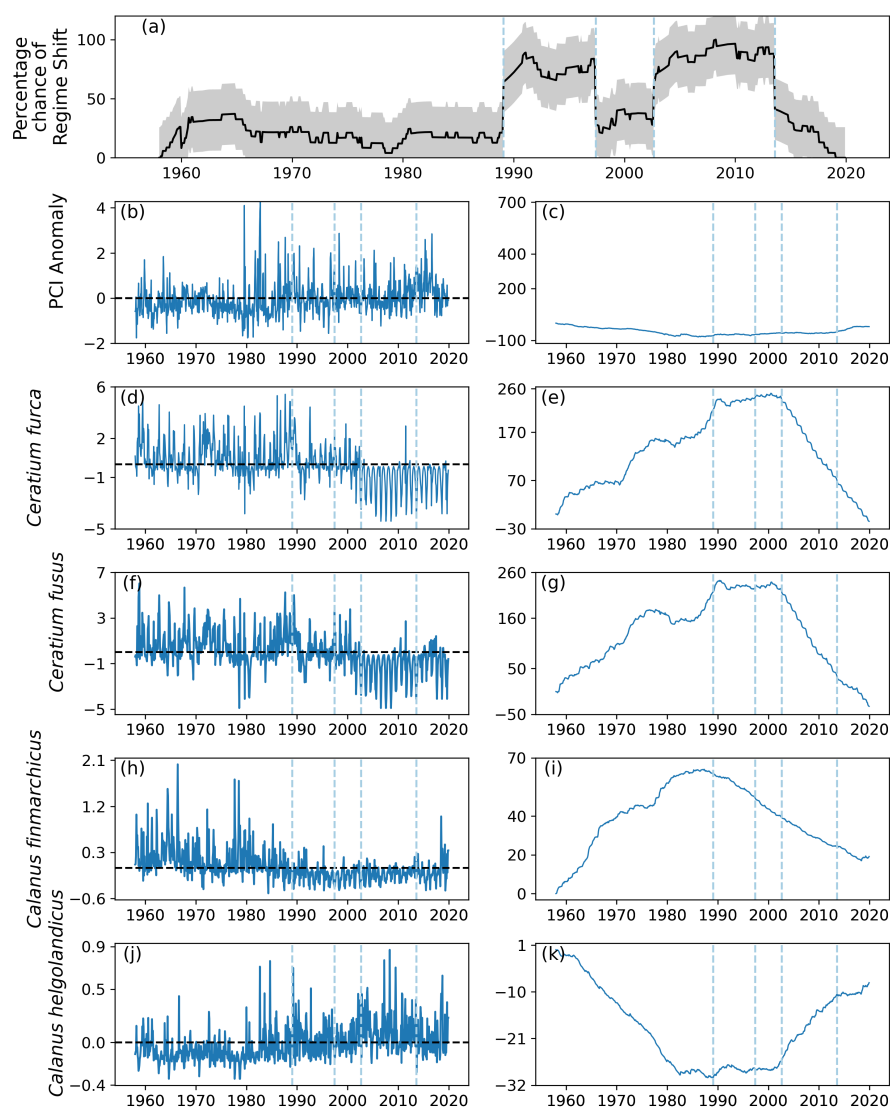 Percentage
chance of
Regime Shift
(a)
100
50
0
1960 1970 1980 1990 2000 2010 2020
PCI Anomaly
(b)
4
2
0
−2
1960 1970 1980 1990 2000 2010 2020
(c)
700
400
200
−100
1960 1970 1980 1990 2000 2010 2020
Ceratium furca
(d)
6
2
−1
−5
1960 1970 1980 1990 2000 2010 2020
(e)
260
170
70
−30
1960 1970 1980 1990 2000 2010 2020
Ceratium fusus
(f)
7
3
−1
−5
1960 1970 1980 1990 2000 2010 2020
(g)
260
160
50
−50
1960 1970 1980 1990 2000 2010 2020
Calanus finmarchicus
(h)
2.1
1.2
0.3
−0.6
1960 1970 1980 1990 2000 2010 2020
(i)
70
40
20
0
1960 1970 1980 1990 2000 2010 2020
Calanus helgolandicus
(j)
0.9
0.5
0.0
−0.4
1960 1970 1980 1990 2000 2010 2020
(k)
1
−10
−21
−32
1960 1970 1980 1990 2000 2010 2020